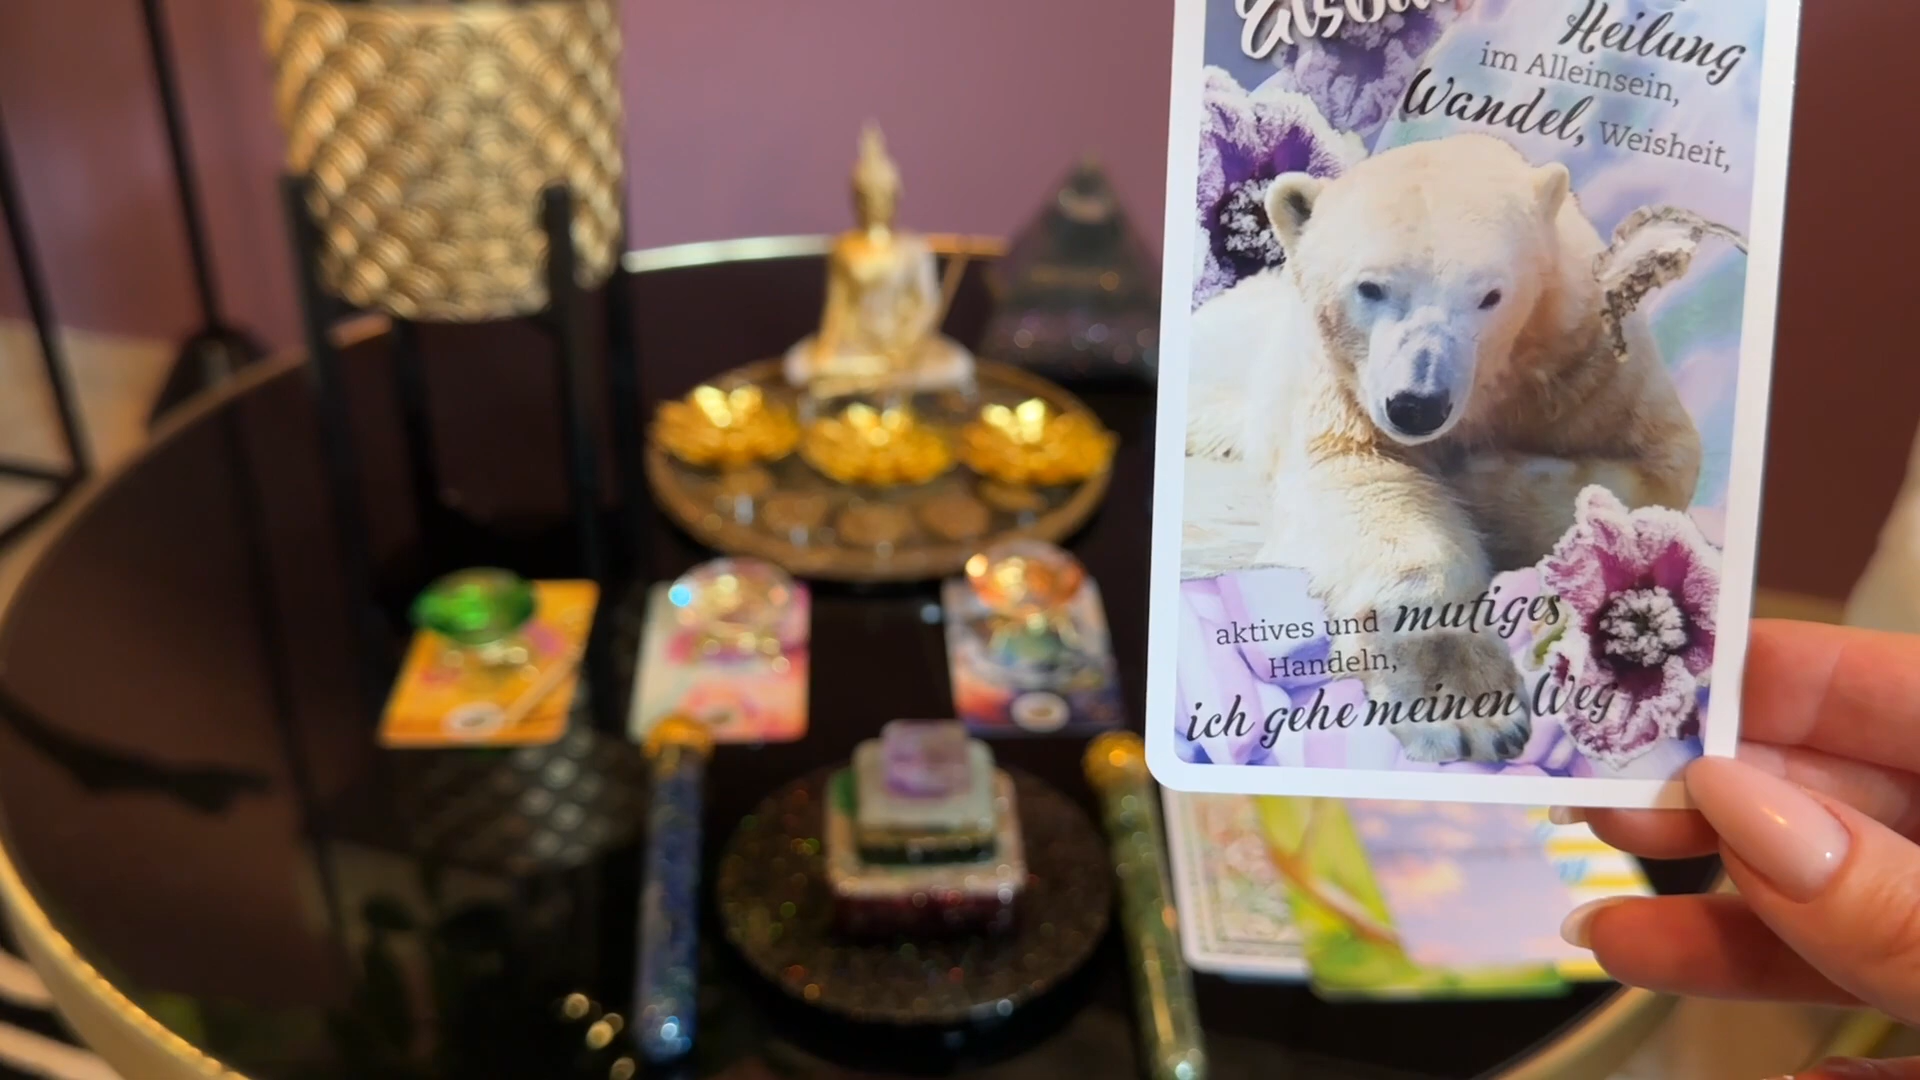 Heilung
im Alleinsein,
Wandel, Weisheit,
aktives und mutiges
Handeln,
ich gehe meinen Weg